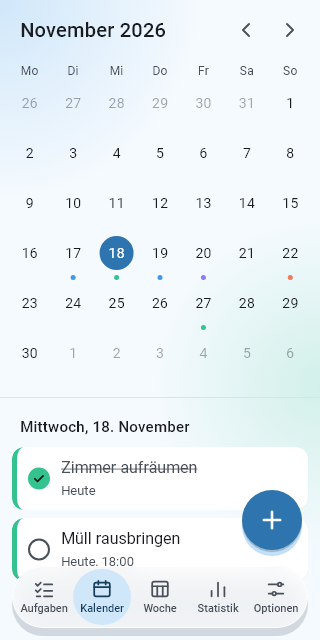 November 2026
Mo Di Mi Do Fr Sa So
26 27 28 29 30 31 1
2 3 4 5 6 7 8
9 10 11 12 13 14 15
16 17 18 19 20 21 22
23 24 25 26 27 28 29
30 1 2 3 4 5 6
Mittwoch, 18. November
Zimmer aufräumen
Heute
Müll rausbringen
Heute, 18:00
Aufgaben Kalender Woche Statistik Optionen